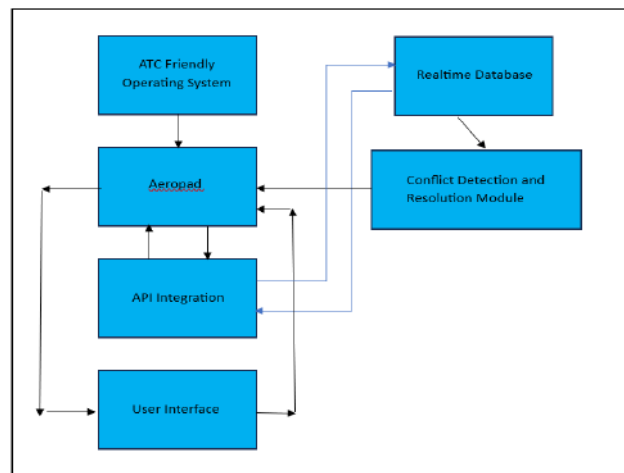 ATC Friendly
Operating System
Realtime Database
Aeropad
Conflict Detection and
Resolution Module
API Integration
User Interface